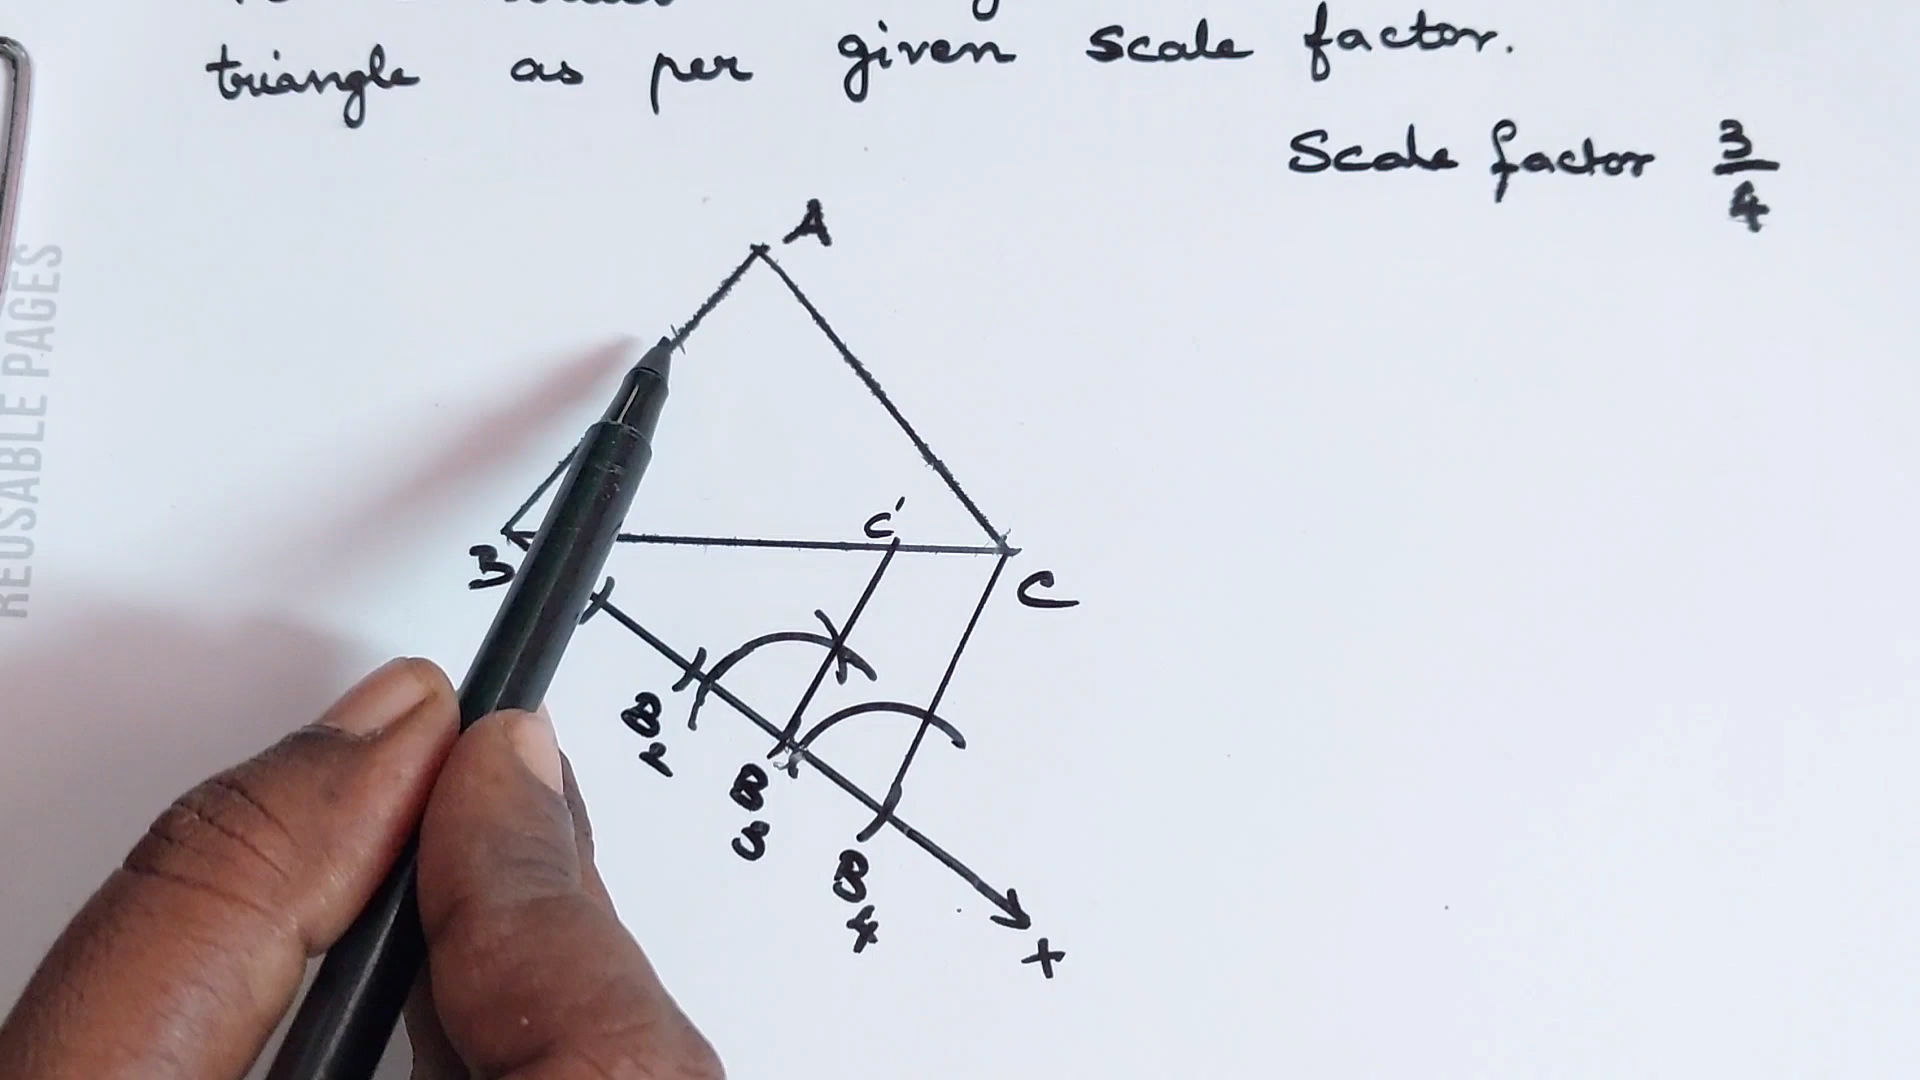 triangle as per given scale factor.
Scale factor 3/4
A
B
C'
C
B2
B3
B4
X
REUSABLE PAGES